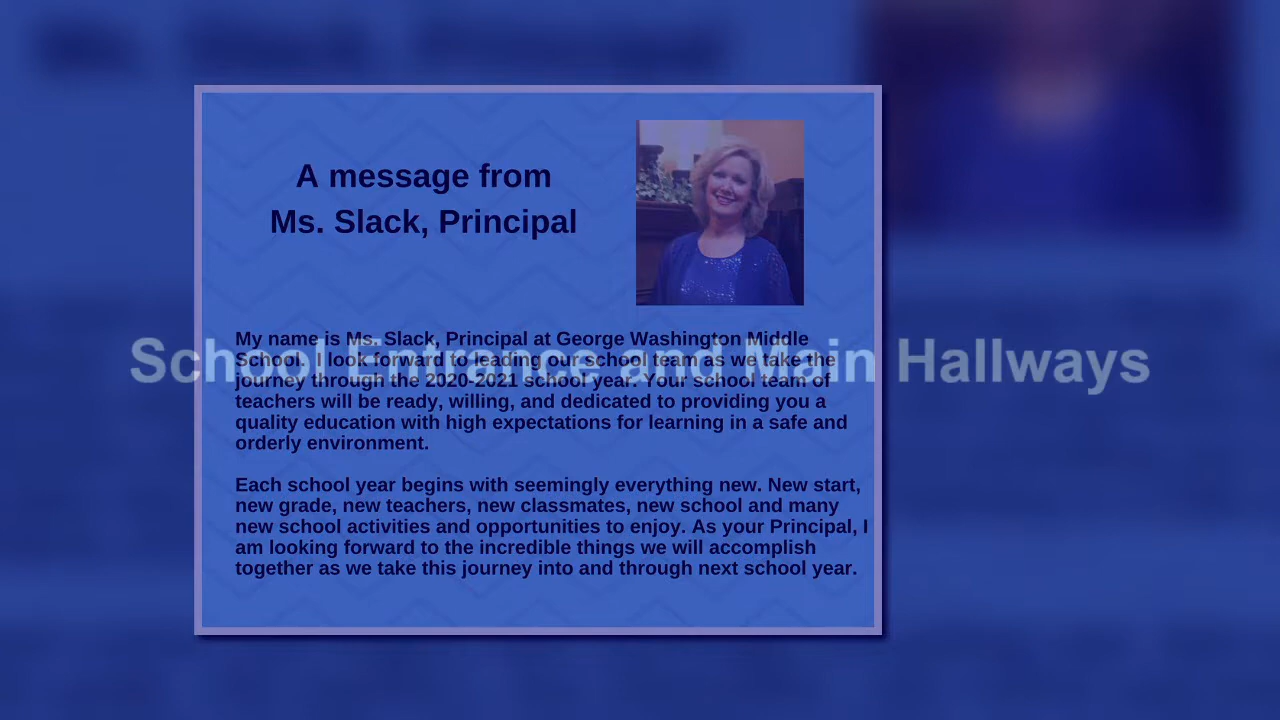 A message from
Ms. Slack, Principal
My name is Ms. Slack, Principal at George Washington Middle
School. I look forward to leading our school team as we take the
School Entrance and Main Hallways
journey through the 2020-2021 school year. Your school team of
teachers will be ready, willing, and dedicated to providing you a
quality education with high expectations for learning in a safe and
orderly environment.
Each school year begins with seemingly everything new. New start,
new grade, new teachers, new classmates, new school and many
new school activities and opportunities to enjoy. As your Principal, I
am looking forward to the incredible things we will accomplish
together as we take this journey into and through next school year.